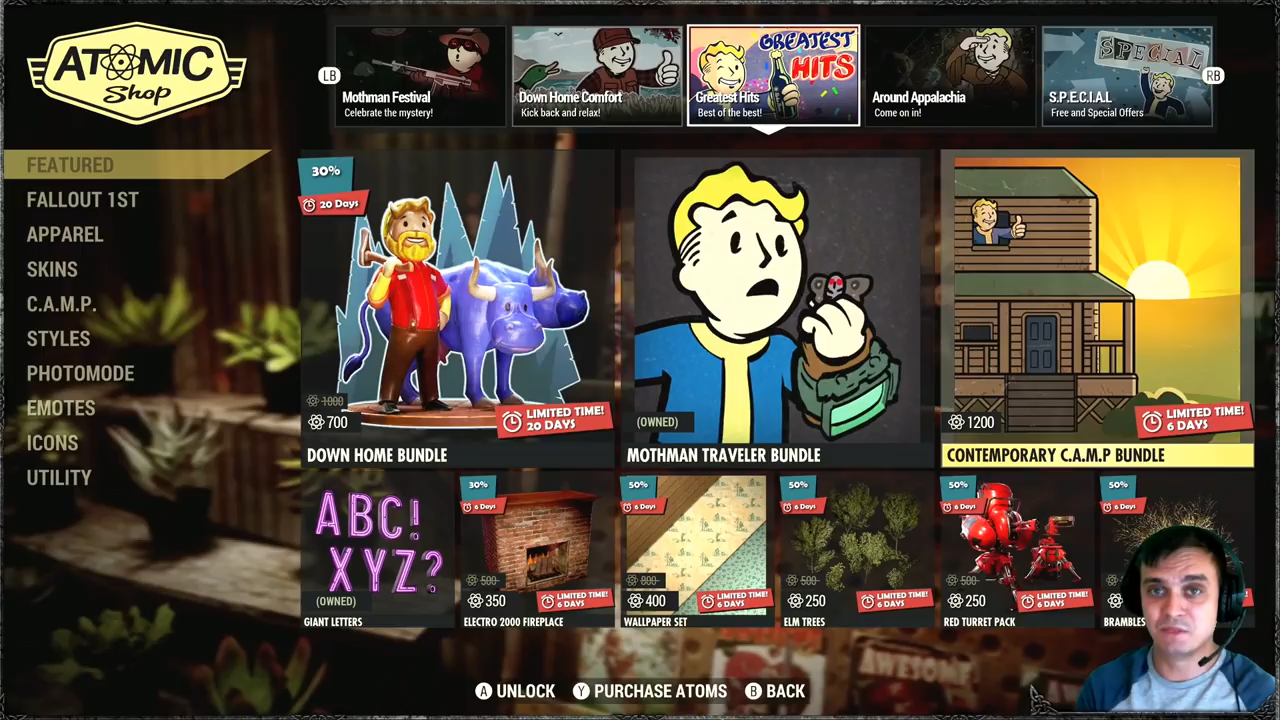 ATOMIC
Shop
LB
Mothman Festival
Celebrate the mystery!
Down Home Comfort
Kick back and relax!
GREATEST
HITS
Greatest Hits
Best of the best!
Around Appalachia
Come on in!
SPECIAL
S.P.E.C.I.A.L
Free and Special Offers
RB
FEATURED
FALLOUT 1ST
APPAREL
SKINS
C.A.M.P.
STYLES
PHOTOMODE
EMOTES
ICONS
UTILITY
30%
20 Days
1000
700
LIMITED TIME!
20 DAYS
DOWN HOME BUNDLE
(OWNED)
MOTHMAN TRAVELER BUNDLE
1200
LIMITED TIME!
6 DAYS
CONTEMPORARY C.A.M.P BUNDLE
ABC!
XYZ?
(OWNED)
GIANT LETTERS
30%
6 Days
500
350
LIMITED TIME!
6 DAYS
ELECTRO 2000 FIREPLACE
50%
6 Days
800
400
LIMITED TIME!
6 DAYS
WALLPAPER SET
50%
6 Days
500
250
LIMITED TIME!
6 DAYS
ELM TREES
50%
6 Days
500
250
LIMITED TIME!
6 DAYS
RED TURRET PACK
50%
6 Days
BRAMBLES
AWESOME
A UNLOCK Y PURCHASE ATOMS B BACK